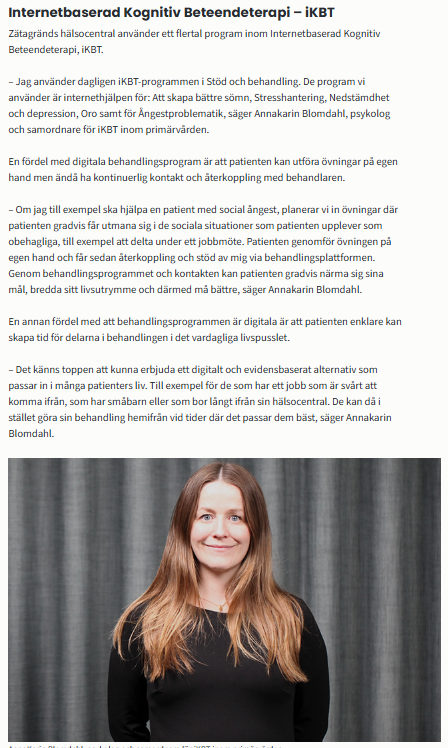 Internetbaserad Kognitiv Beteendeterapi – iKBT
Zätagränds hälsocentral använder ett flertal program inom Internetbaserad Kognitiv
Beteendeterapi, iKBT.
– Jag använder dagligen iKBT-programmen i Stöd och behandling. De program vi
använder är internethjälpen för: Att skapa bättre sömn, Stresshantering, Nedstämdhet
och depression, Oro samt för Ångestproblematik, säger Annakarin Blomdahl, psykolog
och samordnare för iKBT inom primärvården.
En fördel med digitala behandlingsprogram är att patienten kan utföra övningar på egen
hand men ändå ha kontinuerlig kontakt och återkoppling med behandlaren.
– Om jag till exempel ska hjälpa en patient med social ångest, planerar vi in övningar där
patienten gradvis får utmana sig i de sociala situationer som patienten upplever som
obehagliga, till exempel att delta under ett jobbmöte. Patienten genomför övningen på
egen hand och får sedan återkoppling och stöd av mig via behandlingsplattformen.
Genom behandlingsprogrammet och kontakten kan patienten gradvis närma sig sina
mål, bredda sitt livsutrymme och därmed må bättre, säger Annakarin Blomdahl.
En annan fördel med att behandlingsprogrammen är digitala är att patienten enklare kan
skapa tid för delarna i behandlingen i det vardagliga livspusslet.
– Det känns toppen att kunna erbjuda ett digitalt och evidensbaserat alternativ som
passar in i många patienters liv. Till exempel för de som har ett jobb som är svårt att
komma ifrån, som har småbarn eller som bor långt ifrån sin hälsocentral. De kan då i
stället göra sin behandling hemifrån vid tider där det passar dem bäst, säger Annakarin
Blomdahl.